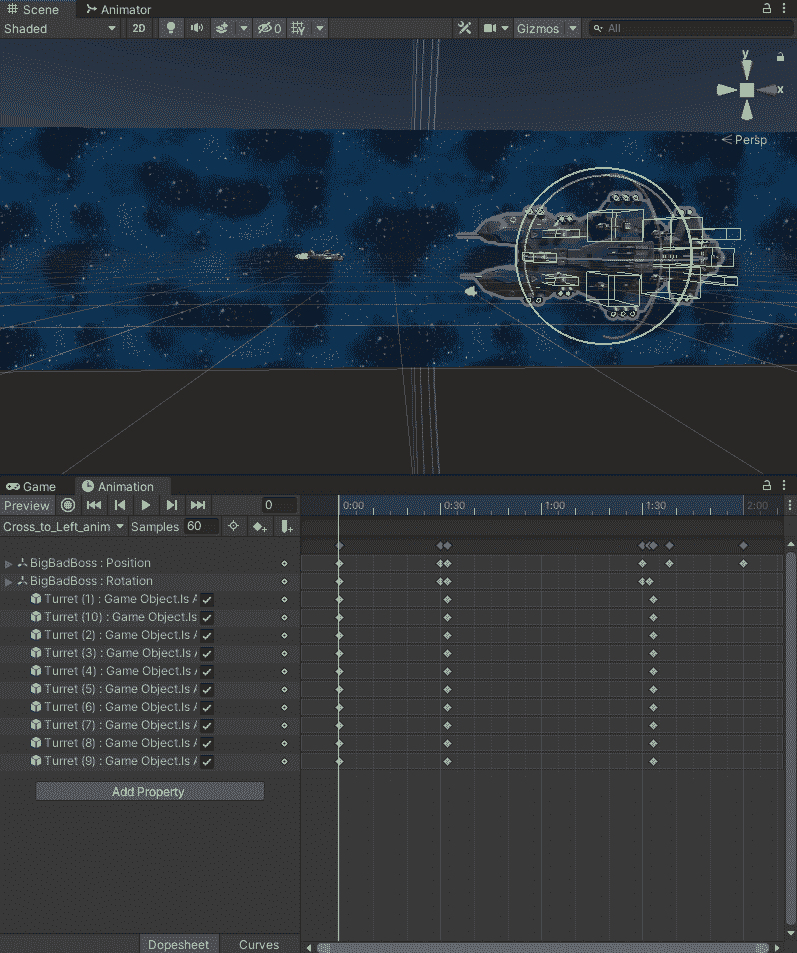 Scene Animator
Shaded 2D 0 Gizmos All
y
x
Persp
Game Animation
Preview 0 0:00 0:30 1:00 1:30 2:00
Cross_to_Left_anim Samples 60
BigBadBoss : Position
BigBadBoss : Rotation
Turret (1) : Game Object.Is A
Turret (10) : Game Object.Is
Turret (2) : Game Object.Is A
Turret (3) : Game Object.Is A
Turret (4) : Game Object.Is A
Turret (5) : Game Object.Is A
Turret (6) : Game Object.Is A
Turret (7) : Game Object.Is A
Turret (8) : Game Object.Is A
Turret (9) : Game Object.Is A
Add Property
Dopesheet Curves